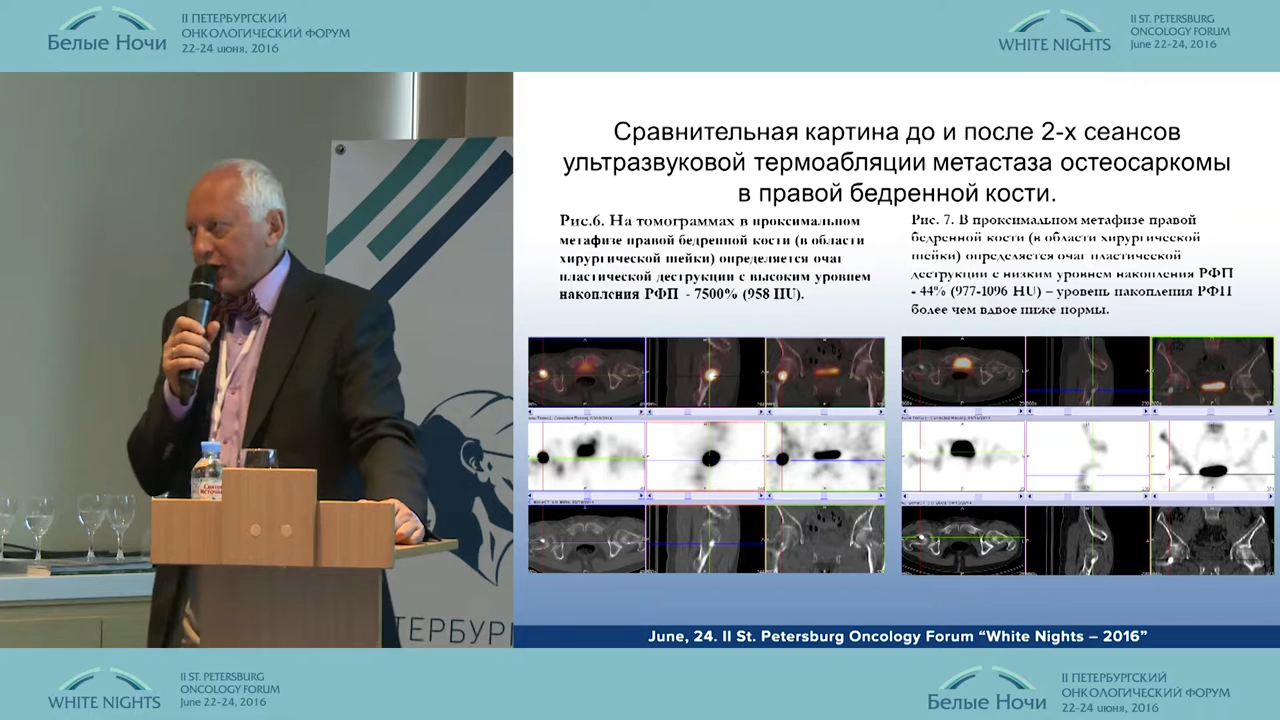 Белые Ночи
II ПЕТЕРБУРГСКИЙ
ОНКОЛОГИЧЕСКИЙ ФОРУМ
22-24 июня, 2016
WHITE NIGHTS
II ST. PETERSBURG
ONCOLOGY FORUM
June 22-24, 2016
Сравнительная картина до и после 2-х сеансов
ультразвуковой термоабляции метастаза остеосаркомы
в правой бедренной кости.
Рис.6. На томограммах в проксимальном
метафизе правой бедренной кости (в области
хирургической шейки) определяется очаг
пластической деструкции с высоким уровнем
накопления РФП - 7500% (958 HU).
Рис. 7. В проксимальном метафизе правой
бедренной кости (в области хирургической
шейки) определяется очаг пластической
деструкции с низким уровнем накопления РФП
- 44% (977-1096 HU) – уровень накопления РФП
более чем вдвое ниже нормы.
ТЕРБУРГ
June, 24. II St. Petersburg Oncology Forum “White Nights – 2016”
WHITE NIGHTS
II ST. PETERSBURG
ONCOLOGY FORUM
June 22-24, 2016
Белые Ночи
II ПЕТЕРБУРГСКИЙ
ОНКОЛОГИЧЕСКИЙ ФОРУМ
22-24 июня, 2016